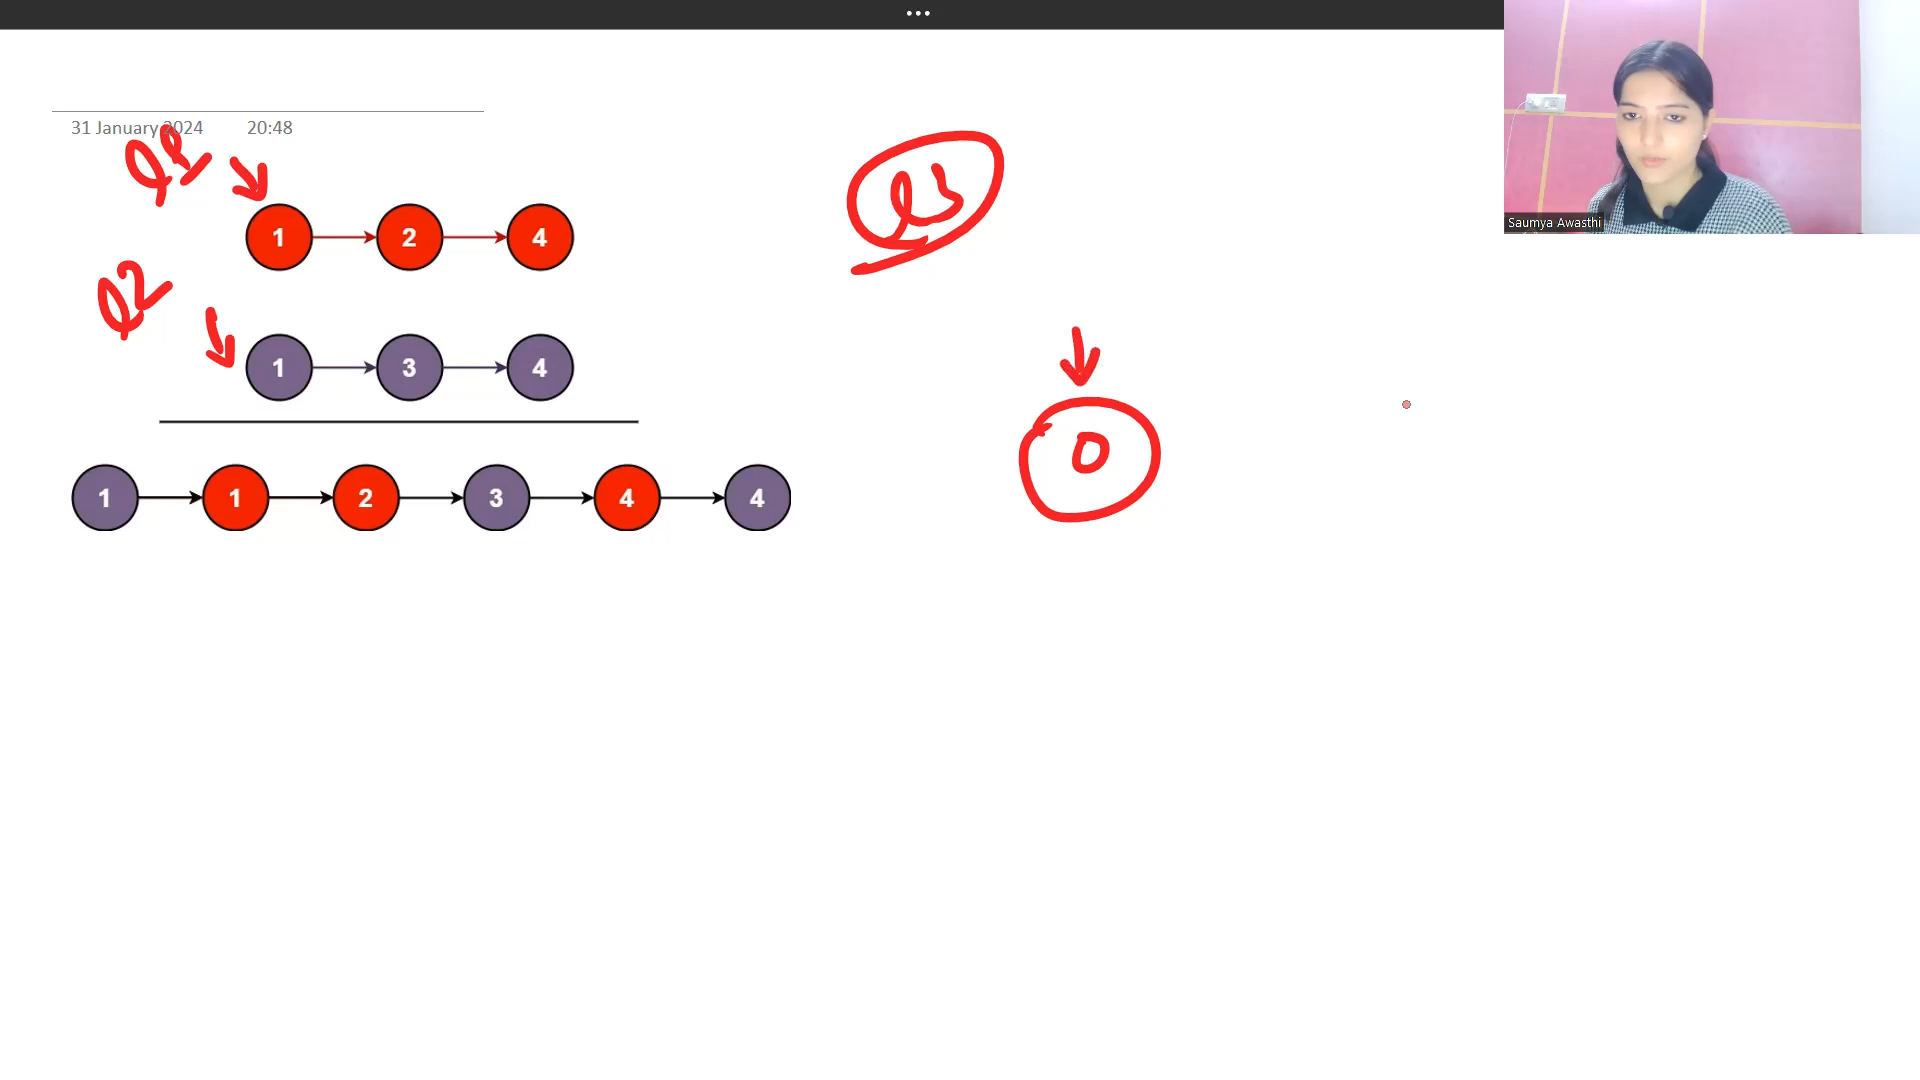 •••
31 January 2024 20:48
l1
1 2 4
l2
1 3 4
1 1 2 3 4 4
l3
0
Saumya Awasthi